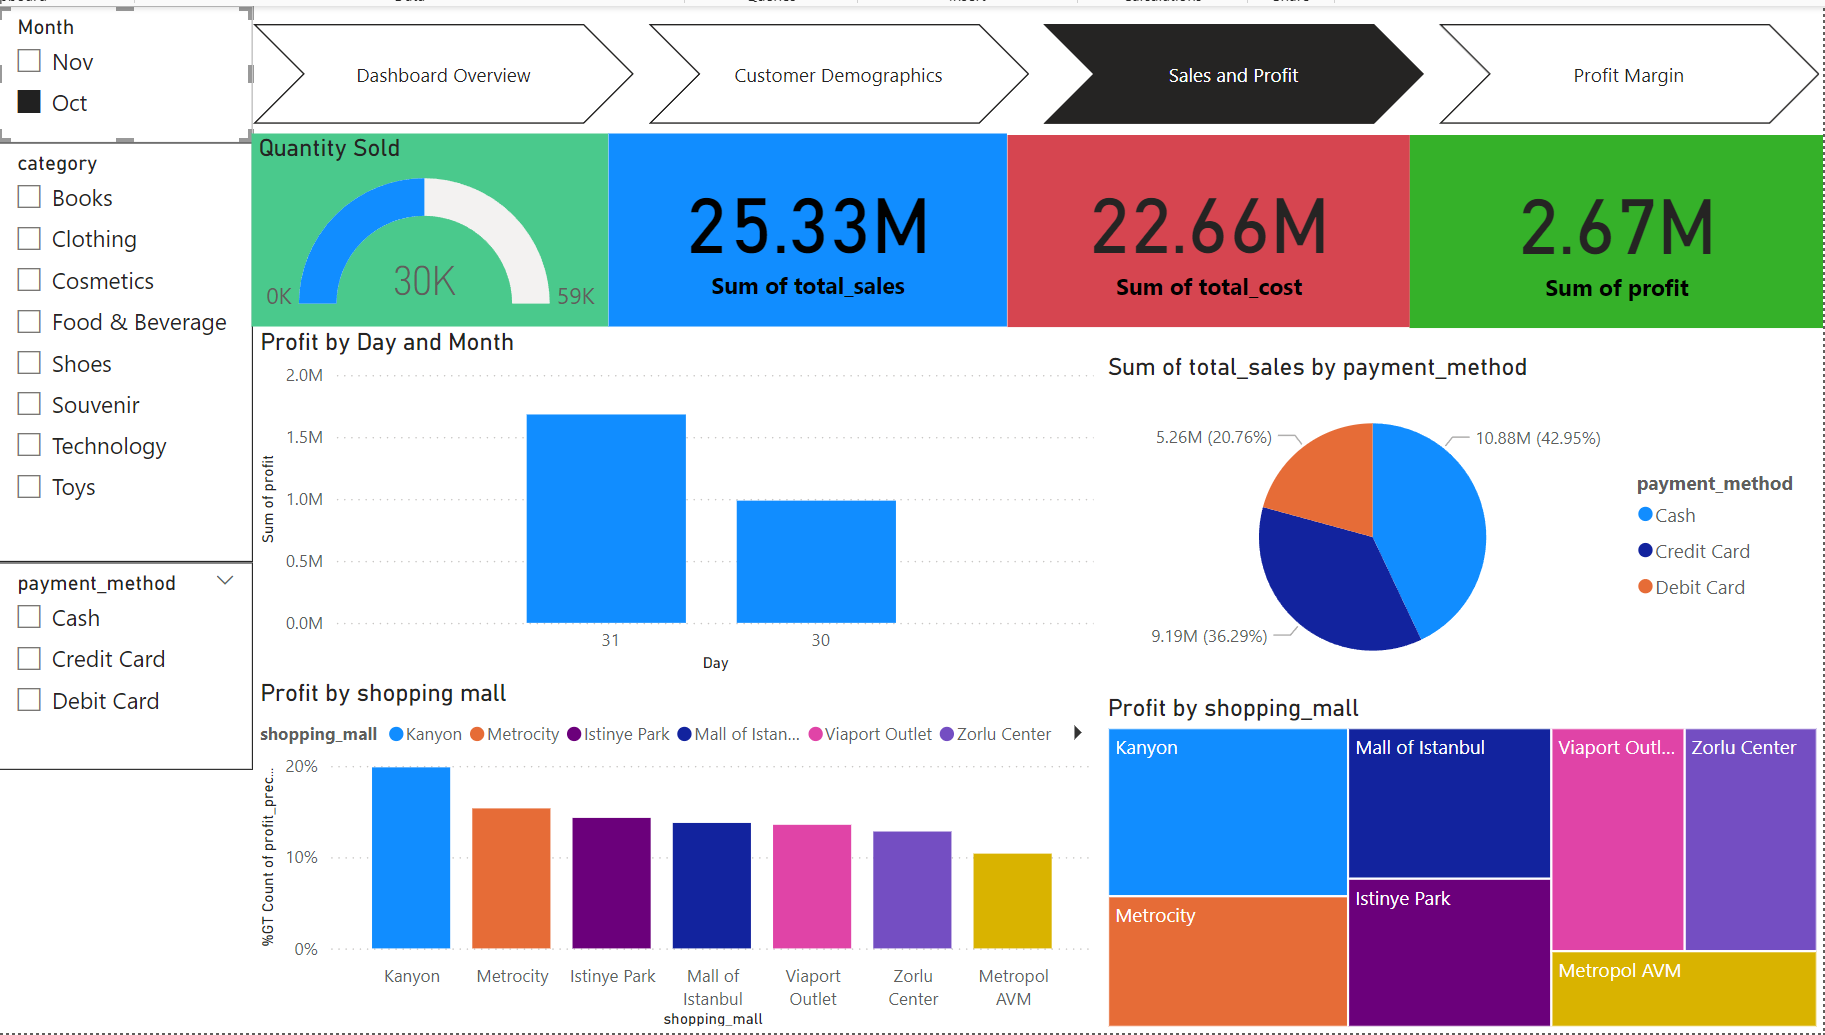 Month
Nov
Oct
Dashboard Overview
Customer Demographics
Sales and Profit
Profit Margin
category
Books
Clothing
Cosmetics
Food & Beverage
Shoes
Souvenir
Technology
Toys
payment_method
Cash
Credit Card
Debit Card
Quantity Sold
30K
0K
59K
25.33M
Sum of total_sales
22.66M
Sum of total_cost
2.67M
Sum of profit
Profit by Day and Month
Sum of profit
2.0M
1.5M
1.0M
0.5M
0.0M
31
30
Day
Sum of total_sales by payment_method
5.26M (20.76%)
10.88M (42.95%)
9.19M (36.29%)
payment_method
Cash
Credit Card
Debit Card
Profit by shopping mall
shopping_mall
Kanyon
Metrocity
Istinye Park
Mall of Istan...
Viaport Outlet
Zorlu Center
%GT Count of profit_prec...
20%
10%
0%
Kanyon
Metrocity
Istinye Park
Mall of
Istanbul
Viaport
Outlet
Zorlu
Center
Metropol
AVM
shopping_mall
Profit by shopping_mall
Kanyon
Mall of Istanbul
Viaport Outl...
Zorlu Center
Istinye Park
Metrocity
Metropol AVM